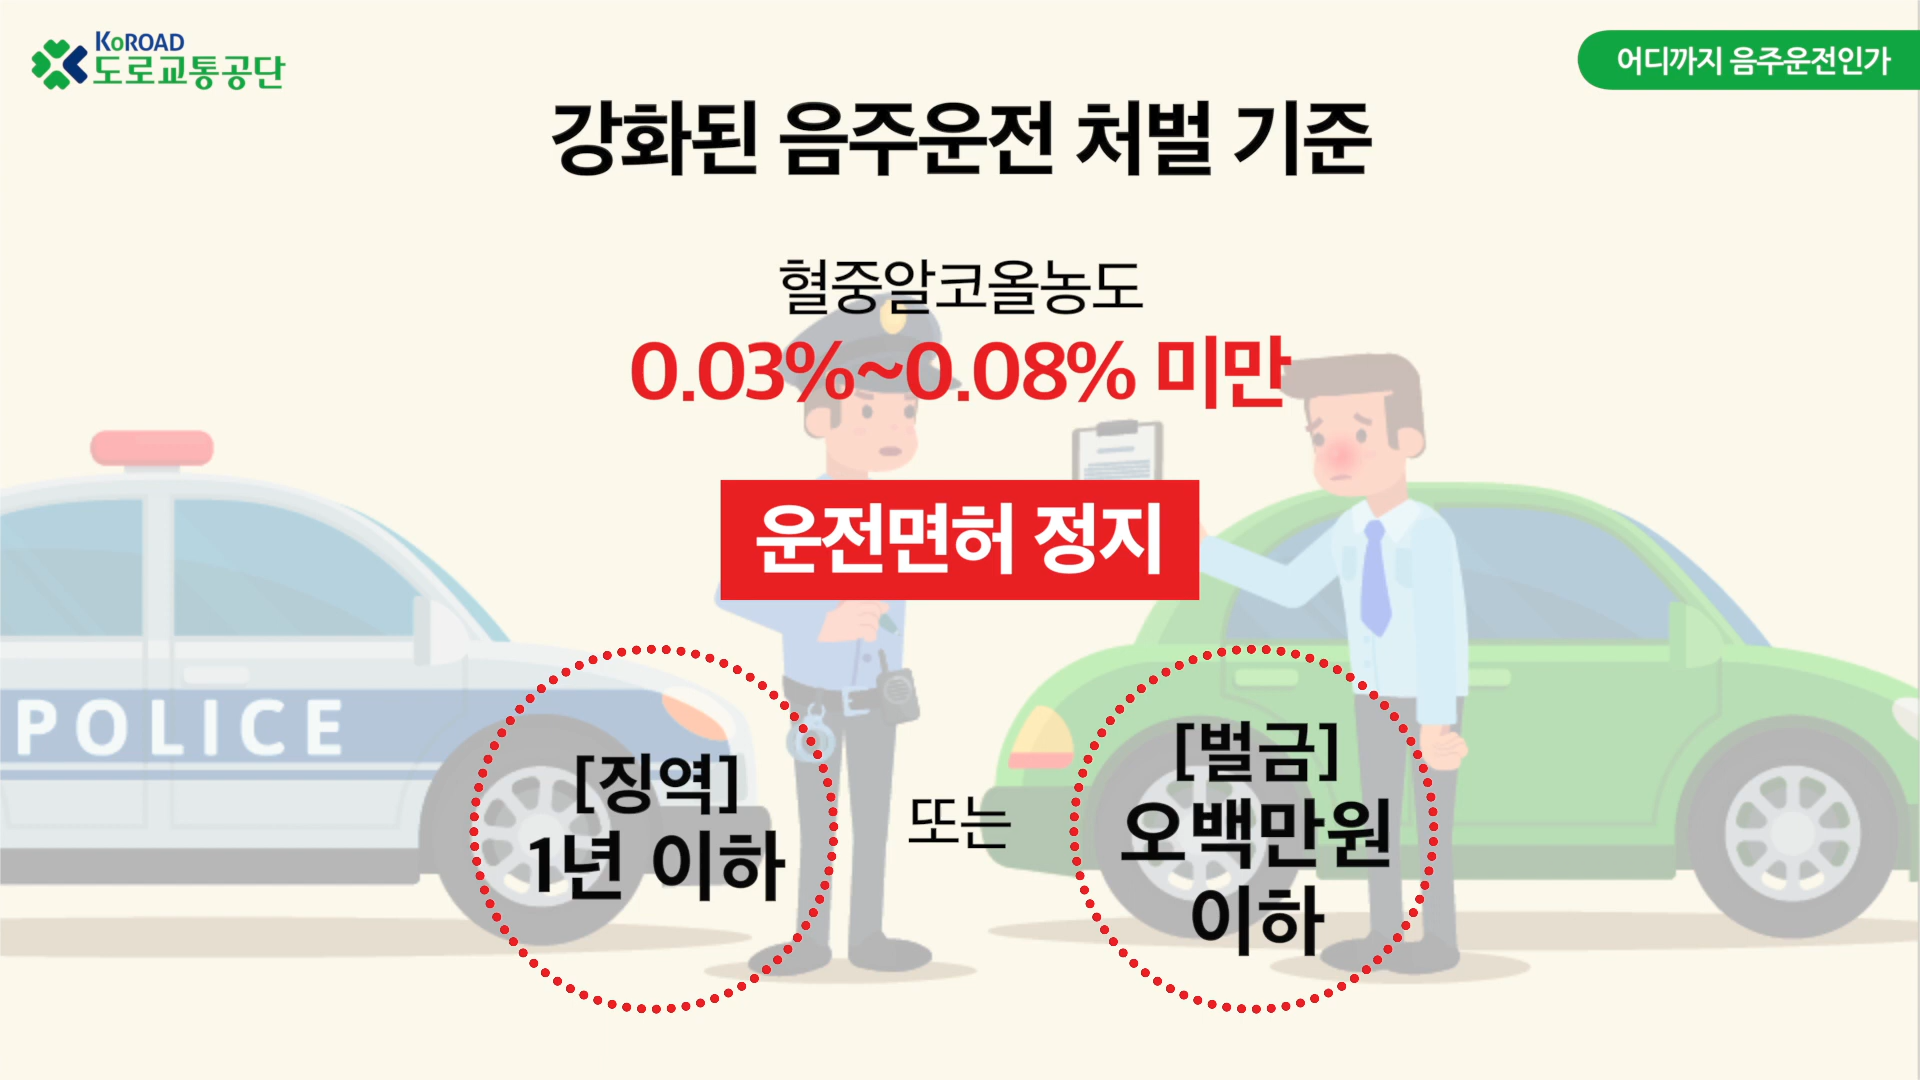 KoROAD
도로교통공단
어디까지 음주운전인가
강화된 음주운전 처벌 기준
혈중알코올농도
0.03%~0.08% 미만
운전면허 정지
POLICE
[징역]
1년 이하
또는
[벌금]
오백만원
이하